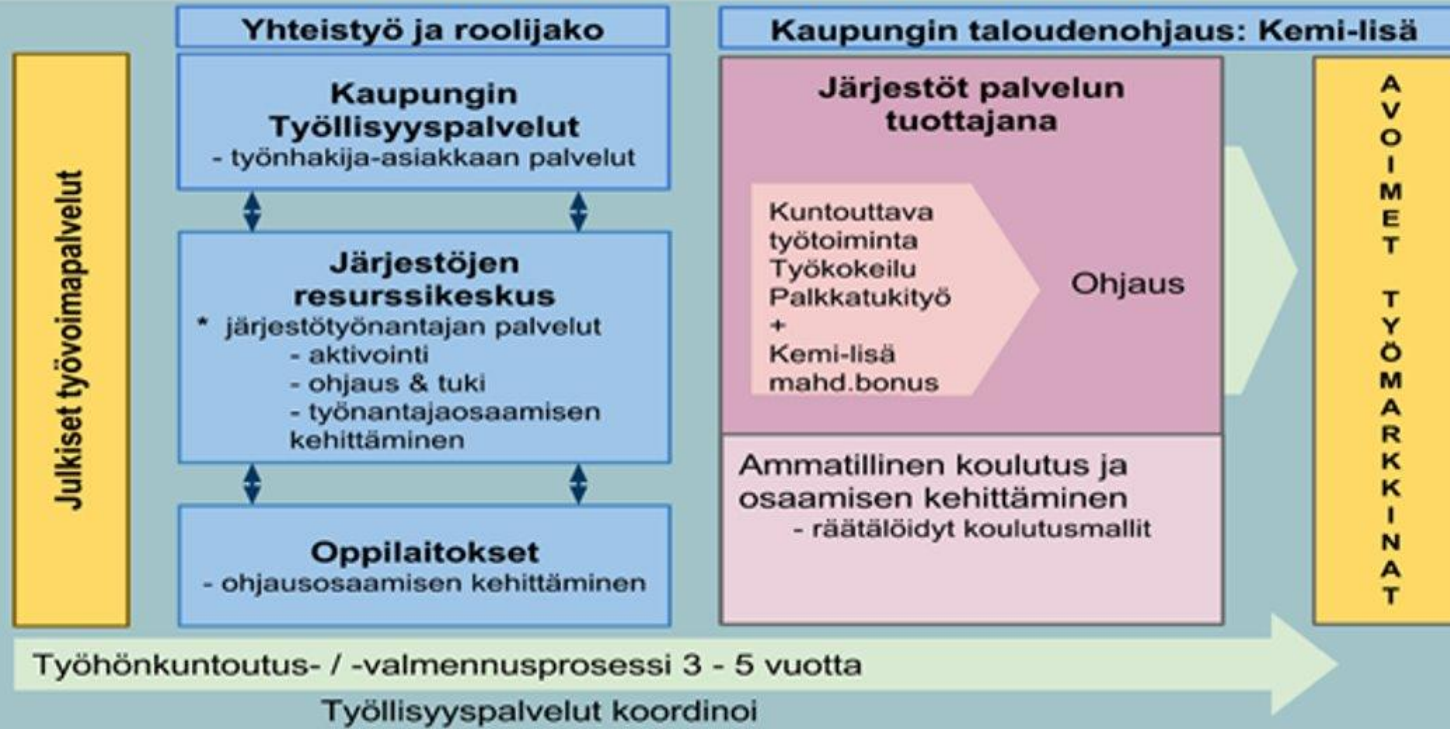 Julkiset työvoimapalvelut
Yhteistyö ja roolijako
Kaupungin
Työllisyyspalvelut
- työnhakija-asiakkaan palvelut
Järjestöjen
resurssikeskus
* järjestötyönantajan palvelut
- aktivointi
- ohjaus & tuki
- työnantajaosaamisen
kehittäminen
Oppilaitokset
- ohjausosaamisen kehittäminen
Kaupungin taloudenohjaus: Kemi-lisä
Järjestöt palvelun
tuottajana
Kuntouttava
työtoiminta
Työkokeilu
Palkkatukityö
+
Kemi-lisä
mahd.bonus
Ohjaus
Ammatillinen koulutus ja
osaamisen kehittäminen
- räätälöidyt koulutusmallit
AVOIMET TYÖMARKKINAT
Työhönkuntoutus- / -valmennusprosessi 3 - 5 vuotta
Työllisyyspalvelut koordinoi